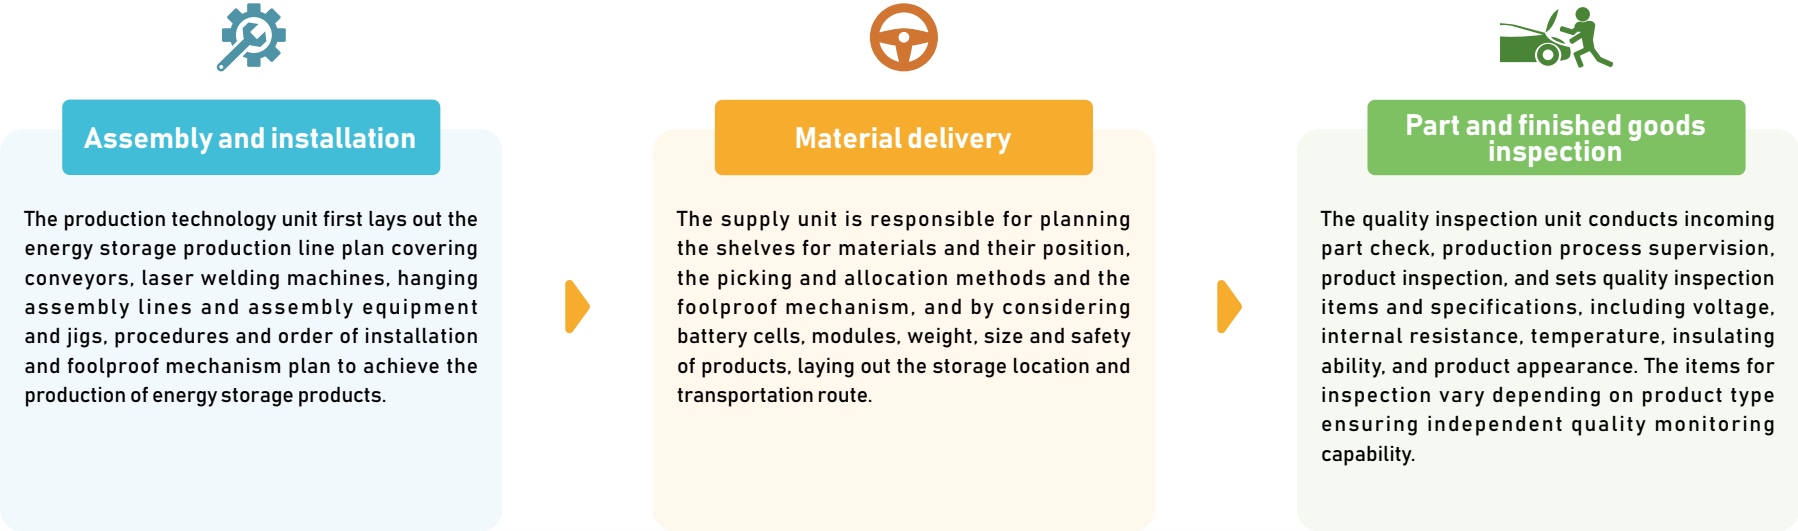 Assembly and installation
The production technology unit first lays out the
energy storage production line plan covering
conveyors, laser welding machines, hanging
assembly lines and assembly equipment
and jigs, procedures and order of installation
and foolproof mechanism plan to achieve the
production of energy storage products.
Material delivery
The supply unit is responsible for planning
the shelves for materials and their position,
the picking and allocation methods and the
foolproof mechanism, and by considering
battery cells, modules, weight, size and safety
of products, laying out the storage location and
transportation route.
Part and finished goods
inspection
The quality inspection unit conducts incoming
part check, production process supervision,
product inspection, and sets quality inspection
items and specifications, including voltage,
internal resistance, temperature, insulating
ability, and product appearance. The items for
inspection vary depending on product type
ensuring independent quality monitoring
capability.